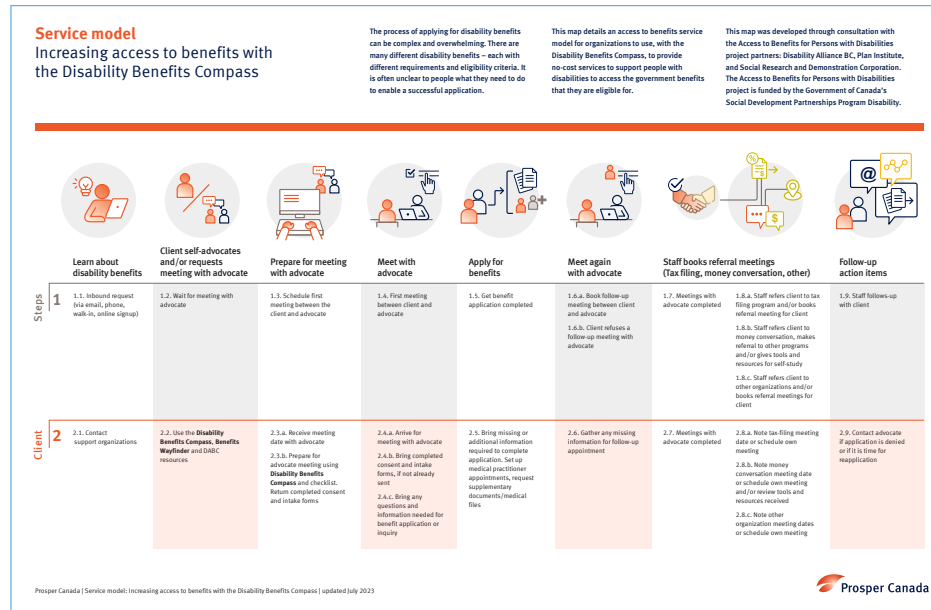 Service model
Increasing access to benefits with
the Disability Benefits Compass
The process of applying for disability benefits
can be complex and overwhelming. There are
many different disability benefits – each with
different requirements and eligibility criteria. It
is often unclear to people what they need to do
to enable a successful application.
This map details an access to benefits service
model for organizations to use, with the
Disability Benefits Compass, to provide
no-cost services to support people with
disabilities to access the government benefits
that they are eligible for.
This map was developed through consultation with
the Access to Benefits for Persons with Disabilities
project partners: Disability Alliance BC, Plan Institute,
and Social Research and Demonstration Corporation.
The Access to Benefits for Persons with Disabilities
project is funded by the Government of Canada's
Social Development Partnerships Program Disability.
Learn about
disability benefits
Client self-advocates
and/or requests
meeting with advocate
Prepare for meeting
with advocate
Meet with
advocate
Apply for
benefits
Meet again
with advocate
Staff books referral meetings
(Tax filing, money conversation, other)
Follow-up
action items
Steps
1
1.1. Inbound request
(via email, phone,
walk-in, online signup)
1.2. Wait for meeting with
advocate
1.3. Schedule first
meeting between the
client and advocate
1.4. First meeting
between client and
advocate
1.5. Get benefit
application completed
1.6.a. Book follow-up
meeting between client
and advocate
1.6.b. Client refuses a
follow-up meeting with
advocate
1.7. Meetings with
advocate completed
1.8.a. Staff refers client to tax
filing program and/or books
referral meeting for client
1.8.b. Staff refers client to
money conversation, makes
referral to other programs
and/or gives tools and
resources for self-study
1.8.c. Staff refers client to
other organizations and/or
books referral meetings for
client
1.9. Staff follows-up
with client
Client
2
2.1. Contact
support organizations
2.2. Use the Disability
Benefits Compass, Benefits
Wayfinder and DABC
resources
2.3.a. Receive meeting
date with advocate
2.3.b. Prepare for
advocate meeting using
Disability Benefits
Compass and checklist.
Return completed consent
and intake forms
2.4.a. Arrive for
meeting with advocate
2.4.b. Bring completed
consent and intake
forms, if not already
sent
2.4.c. Bring any
questions and
information needed for
benefit application or
inquiry
2.5. Bring missing or
additional information
required to complete
application. Set up
medical practitioner
appointments, request
supplementary
documents/medical
files
2.6. Gather any missing
information for follow-up
appointment
2.7. Meetings with
advocate completed
2.8.a. Note tax-filing meeting
date or schedule own
meeting
2.8.b. Note money
conversation meeting date
or schedule own meeting
and/or review tools and
resources received
2.8.c. Note other
organization meeting dates
or schedule own meeting
2.9. Contact advocate
if application is denied
or if it is time for
reapplication
Prosper Canada | Service model: Increasing access to benefits with the Disability Benefits Compass | updated July 2023
Prosper Canada